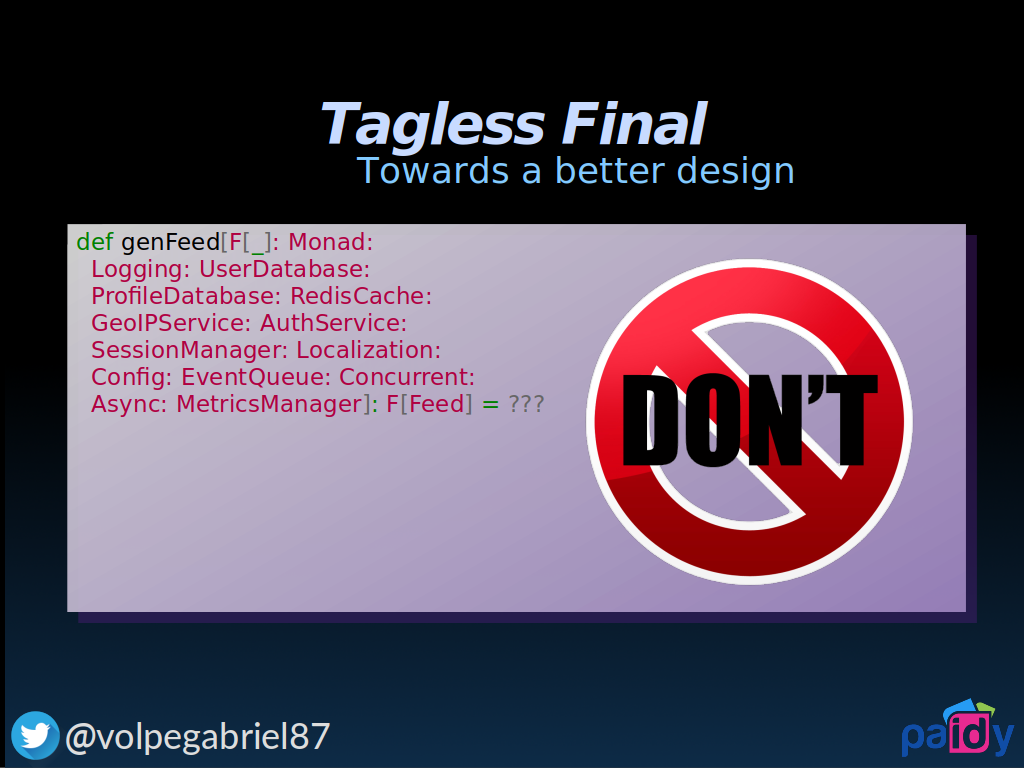 Tagless Final
Towards a better design
def genFeed[F[_]: Monad:
Logging: UserDatabase:
ProfileDatabase: RedisCache:
GeoIPService: AuthService:
SessionManager: Localization:
Config: EventQueue: Concurrent:
Async: MetricsManager]: F[Feed] = ???
DON'T
@volpegabriel87
paidy